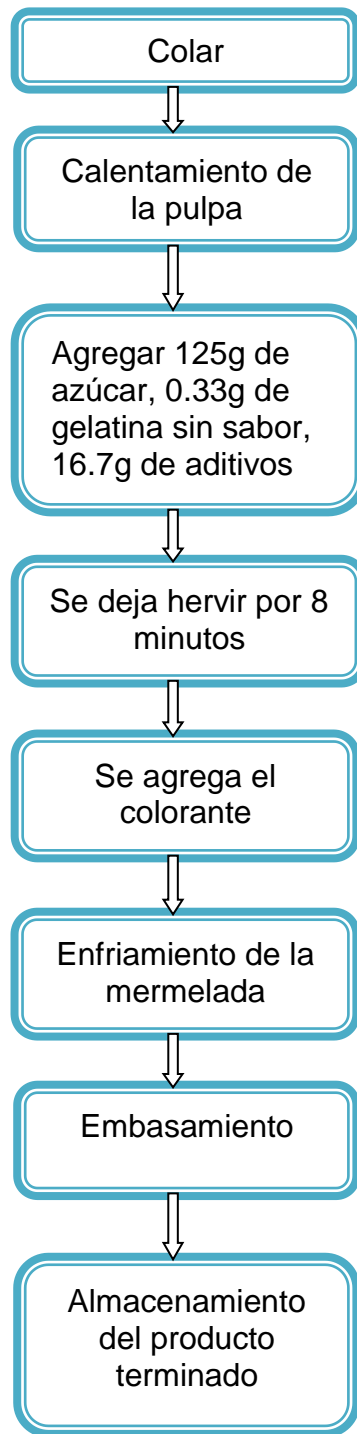 Colar
Calentamiento de
la pulpa
Agregar 125g de
azúcar, 0.33g de
gelatina sin sabor,
16.7g de aditivos
Se deja hervir por 8
minutos
Se agrega el
colorante
Enfriamiento de la
mermelada
Embasamiento
Almacenamiento
del producto
terminado